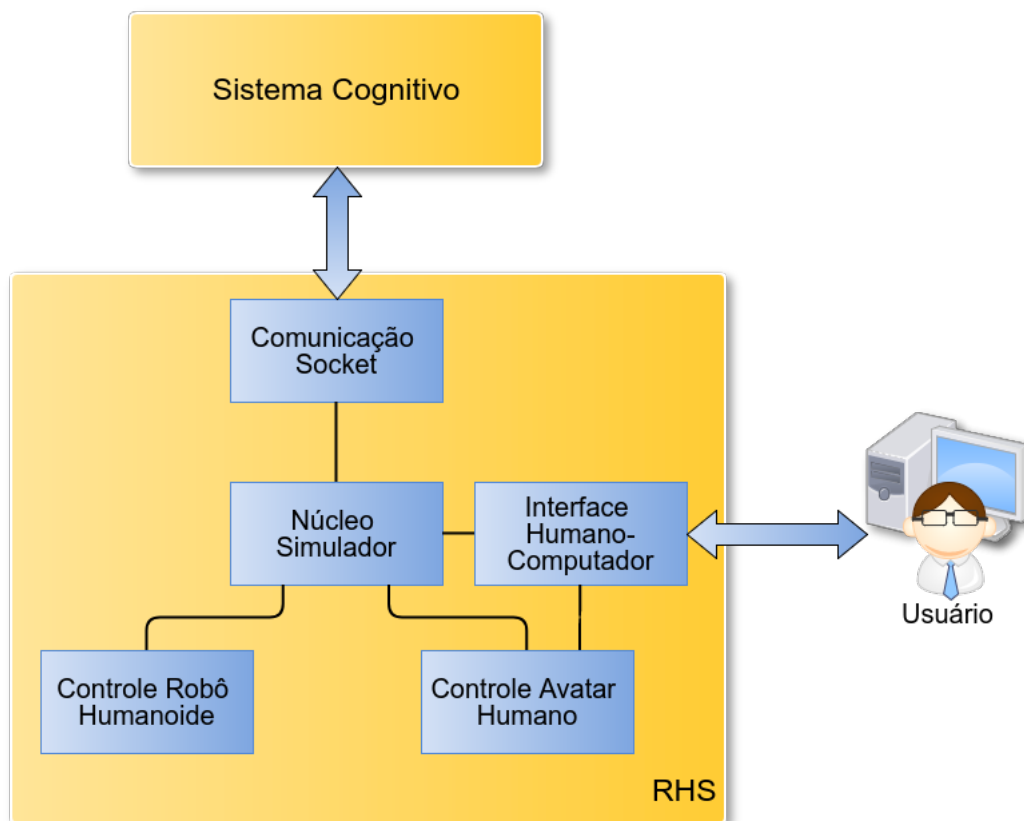 Sistema Cognitivo
Comunicação
Socket
Núcleo
Simulador
Interface
Humano-
Computador
Usuário
Controle Robô
Humanoide
Controle Avatar
Humano
RHS